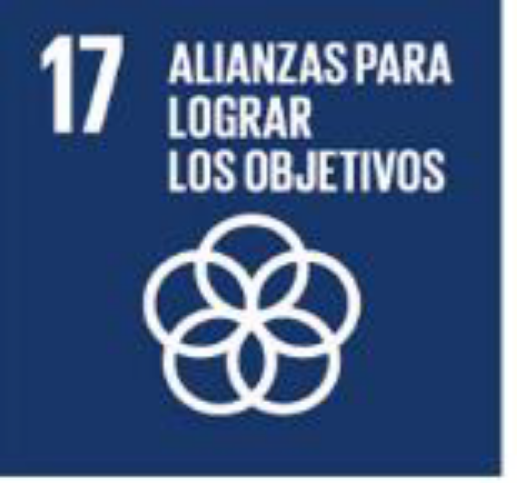 17
ALIANZAS PARA
LOGRAR
LOS OBJETIVOS